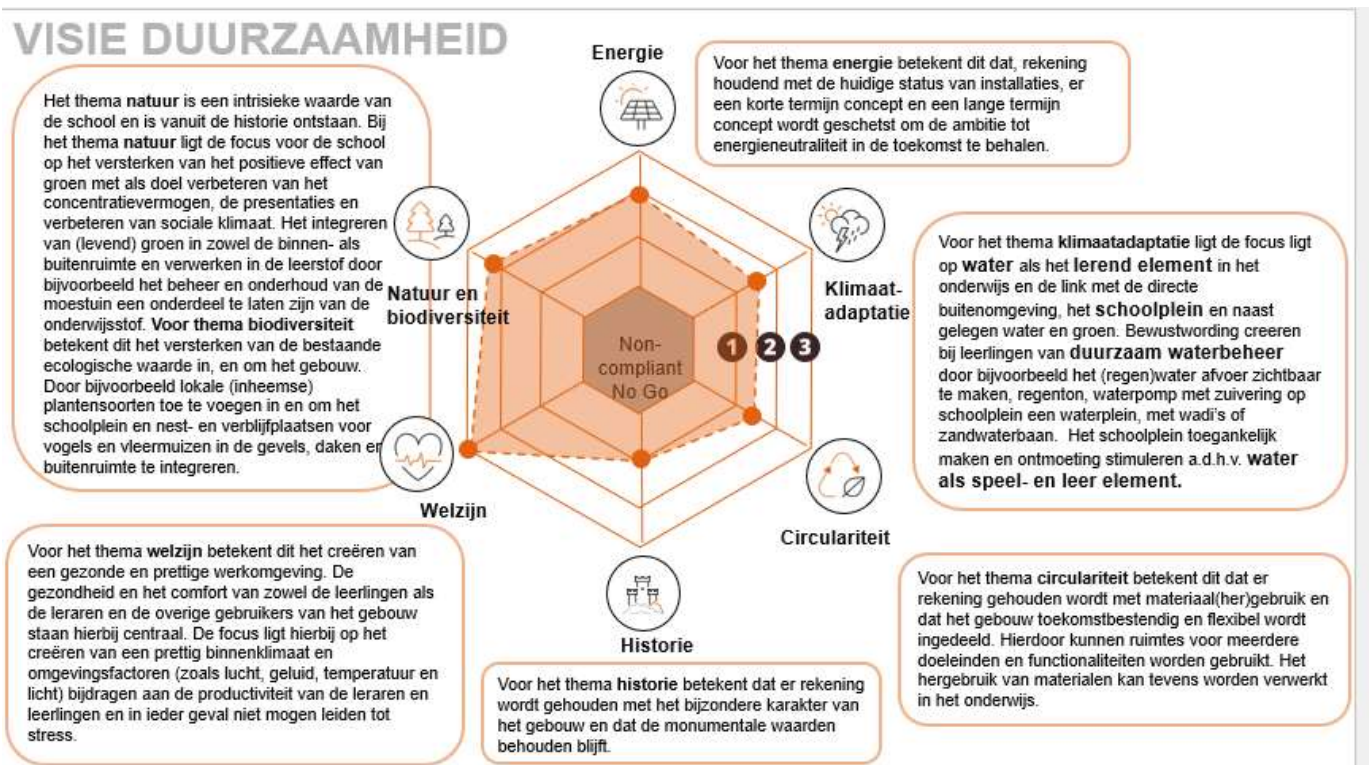 VISIE DUURZAAMHEID
Het thema natuur is een intrisieke waarde van
de school en is vanuit de historie ontstaan. Bij
het thema natuur ligt de focus voor de school
op het versterken van het positieve effect van
groen met als doel verbeteren van het
concentratievermogen, de presentaties en
verbeteren van sociale klimaat. Het integreren
van (levend) groen in zowel de binnen- als
buitenruimte en verwerken in de leerstof door
bijvoorbeeld het beheer en onderhoud van de
moestuin een onderdeel te laten zijn van de
onderwijsstof. Voor thema biodiversiteit
betekent dit het versterken van de bestaande
ecologische waarde in, en om het gebouw.
Door bijvoorbeeld lokale (inheemse)
plantensoorten toe te voegen in en om het
schoolplein en nest- en verblijfplaatsen voor
vogels en vleermuizen in de gevels, daken en
buitenruimte te integreren.
Energie
Voor het thema energie betekent dit dat, rekening
houdend met de huidige status van installaties, er
een korte termijn concept en een lange termijn
concept wordt geschetst om de ambitie tot
energieneutraliteit in de toekomst te behalen.
Natuur en
biodiversiteit
Klimaat-
adaptatie
Non-
compliant
No Go
1 2 3
Voor het thema klimaatadaptatie ligt de focus ligt
op water als het lerend element in het
onderwijs en de link met de directe
buitenomgeving, het schoolplein en naast
gelegen water en groen. Bewustwording creeren
bij leerlingen van duurzaam waterbeheer
door bijvoorbeeld het (regen)water afvoer zichtbaar
te maken, regenton, waterpomp met zuivering op
schoolplein een waterplein, met wadi's of
zandwaterbaan. Het schoolplein toegankelijk
maken en ontmoeting stimuleren a.d.h.v. water
als speel- en leer element.
Welzijn
Circulariteit
Historie
Voor het thema welzijn betekent dit het creëren van
een gezonde en prettige werkomgeving. De
gezondheid en het comfort van zowel de leerlingen als
de leraren en de overige gebruikers van het gebouw
staan hierbij centraal. De focus ligt hierbij op het
creëren van een prettig binnenklimaat en
omgevingsfactoren (zoals lucht, geluid, temperatuur en
licht) bijdragen aan de productiviteit van de leraren en
leerlingen en in ieder geval niet mogen leiden tot
stress.
Voor het thema historie betekent dat er rekening
wordt gehouden met het bijzondere karakter van
het gebouw en dat de monumentale waarden
behouden blijft.
Voor het thema circulariteit betekent dit dat er
rekening gehouden wordt met materiaal(her)gebruik en
dat het gebouw toekomstbestendig en flexibel wordt
ingedeeld. Hierdoor kunnen ruimtes voor meerdere
doeleinden en functionaliteiten worden gebruikt. Het
hergebruik van materialen kan tevens worden verwerkt
in het onderwijs.